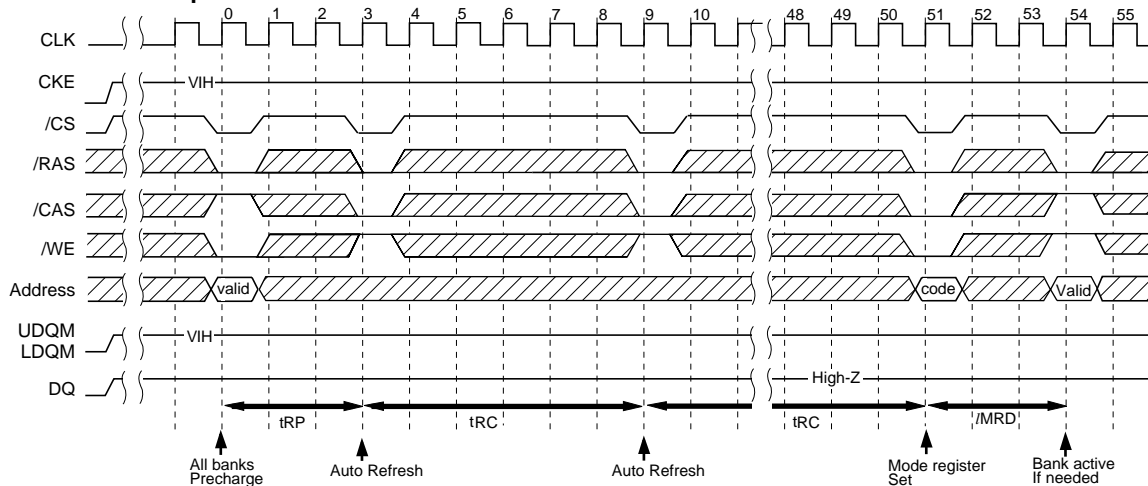 0 1 2 3 4 5 6 7 8 9 10 48 49 50 51 52 53 54 55
CLK
CKE VIH
/CS
/RAS
/CAS
/WE
Address valid code Valid
UDQM
LDQM VIH
DQ High-Z
tRP tRC tRC lMRD
All banks
Precharge
Auto Refresh
Auto Refresh
Mode register
Set
Bank active
If needed